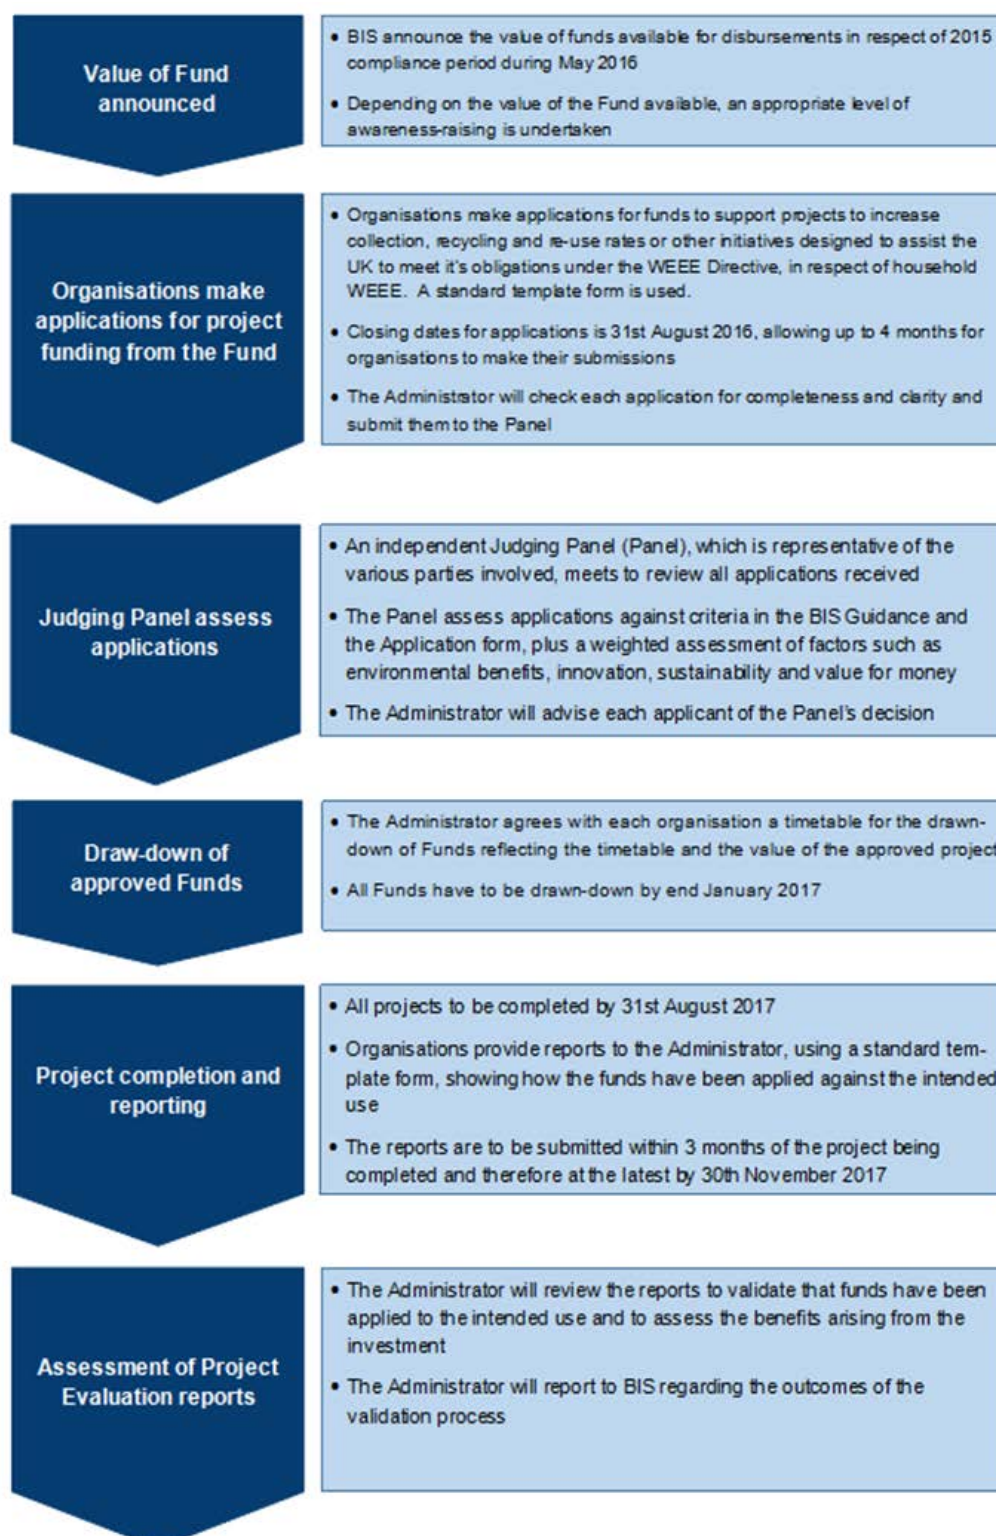 Value of Fund
announced
• BIS announce the value of funds available for disbursements in respect of 2015
compliance period during May 2016
• Depending on the value of the Fund available, an appropriate level of
awareness-raising is undertaken
Organisations make
applications for project
funding from the Fund
• Organisations make applications for funds to support projects to increase
collection, recycling and re-use rates or other initiatives designed to assist the
UK to meet it's obligations under the WEEE Directive, in respect of household
WEEE. A standard template form is used.
• Closing dates for applications is 31st August 2016, allowing up to 4 months for
organisations to make their submissions
• The Administrator will check each application for completeness and clarity and
submit them to the Panel
Judging Panel assess
applications
• An independent Judging Panel (Panel), which is representative of the
various parties involved, meets to review all applications received
• The Panel assess applications against criteria in the BIS Guidance and
the Application form, plus a weighted assessment of factors such as
environmental benefits, innovation, sustainability and value for money
• The Administrator will advise each applicant of the Panel's decision
Draw-down of
approved Funds
• The Administrator agrees with each organisation a timetable for the drawn-
down of Funds reflecting the timetable and the value of the approved project
• All Funds have to be drawn-down by end January 2017
Project completion and
reporting
• All projects to be completed by 31st August 2017
• Organisations provide reports to the Administrator, using a standard tem-
plate form, showing how the funds have been applied against the intended
use
• The reports are to be submitted within 3 months of the project being
completed and therefore at the latest by 30th November 2017
Assessment of Project
Evaluation reports
• The Administrator will review the reports to validate that funds have been
applied to the intended use and to assess the benefits arising from the
investment
• The Administrator will report to BIS regarding the outcomes of the
validation process